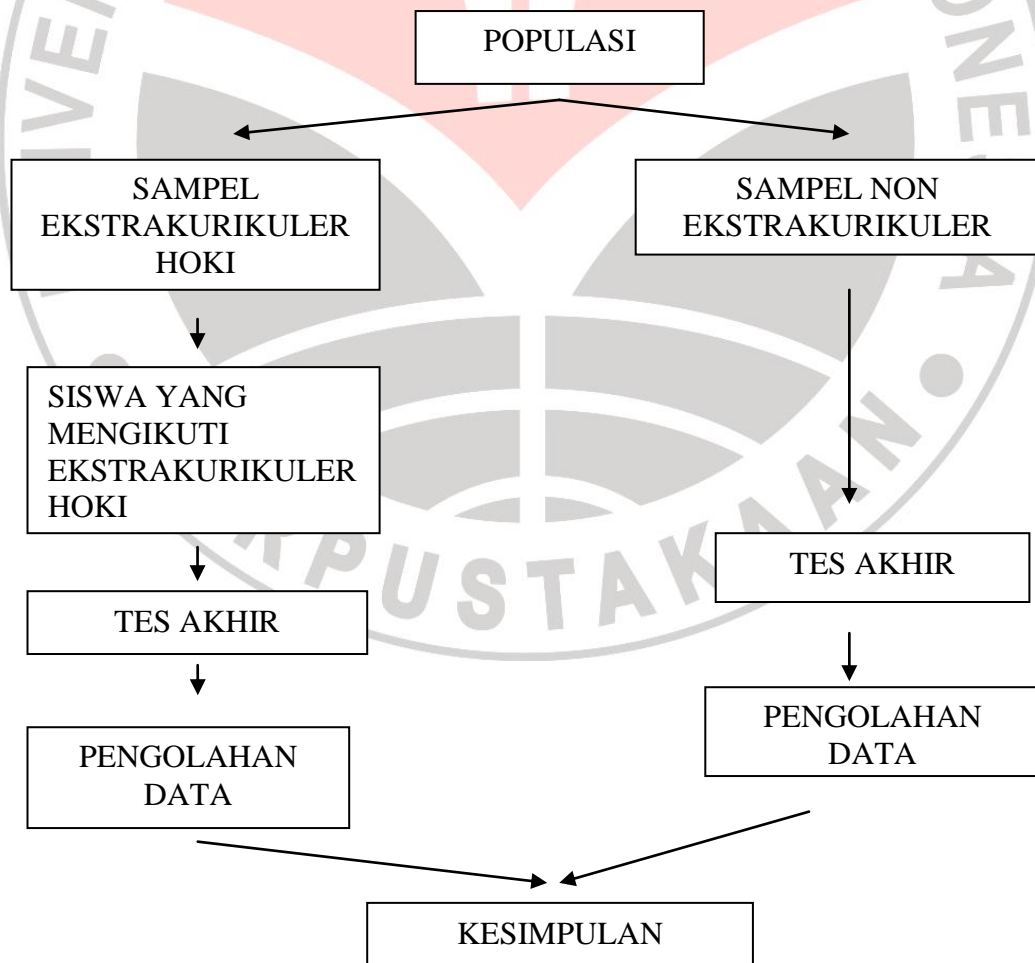 POPULASI
SAMPEL
EKSTRAKURIKULER
HOKI
SAMPEL NON
EKSTRAKURIKULER
SISWA YANG
MENGIKUTI
EKSTRAKURIKULER
HOKI
TES AKHIR
TES AKHIR
PENGOLAHAN
DATA
PENGOLAHAN
DATA
KESIMPULAN